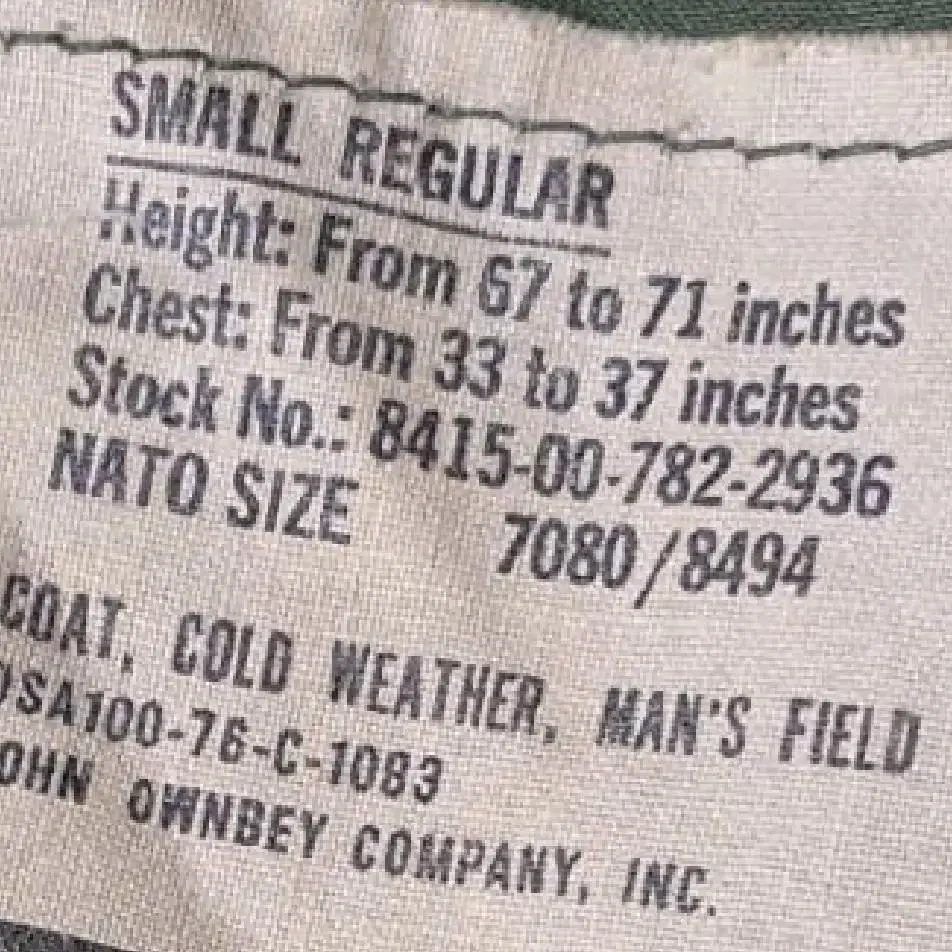 SMALL REGULAR
Height: From 67 to 71 inches
Chest: From 33 to 37 inches
Stock No.: 8415-00-782-2936
NATO SIZE 7080/8494
COAT, COLD WEATHER, MAN'S FIELD
DSA100-76-C-1083
OHN OWNBEY COMPANY, INC.